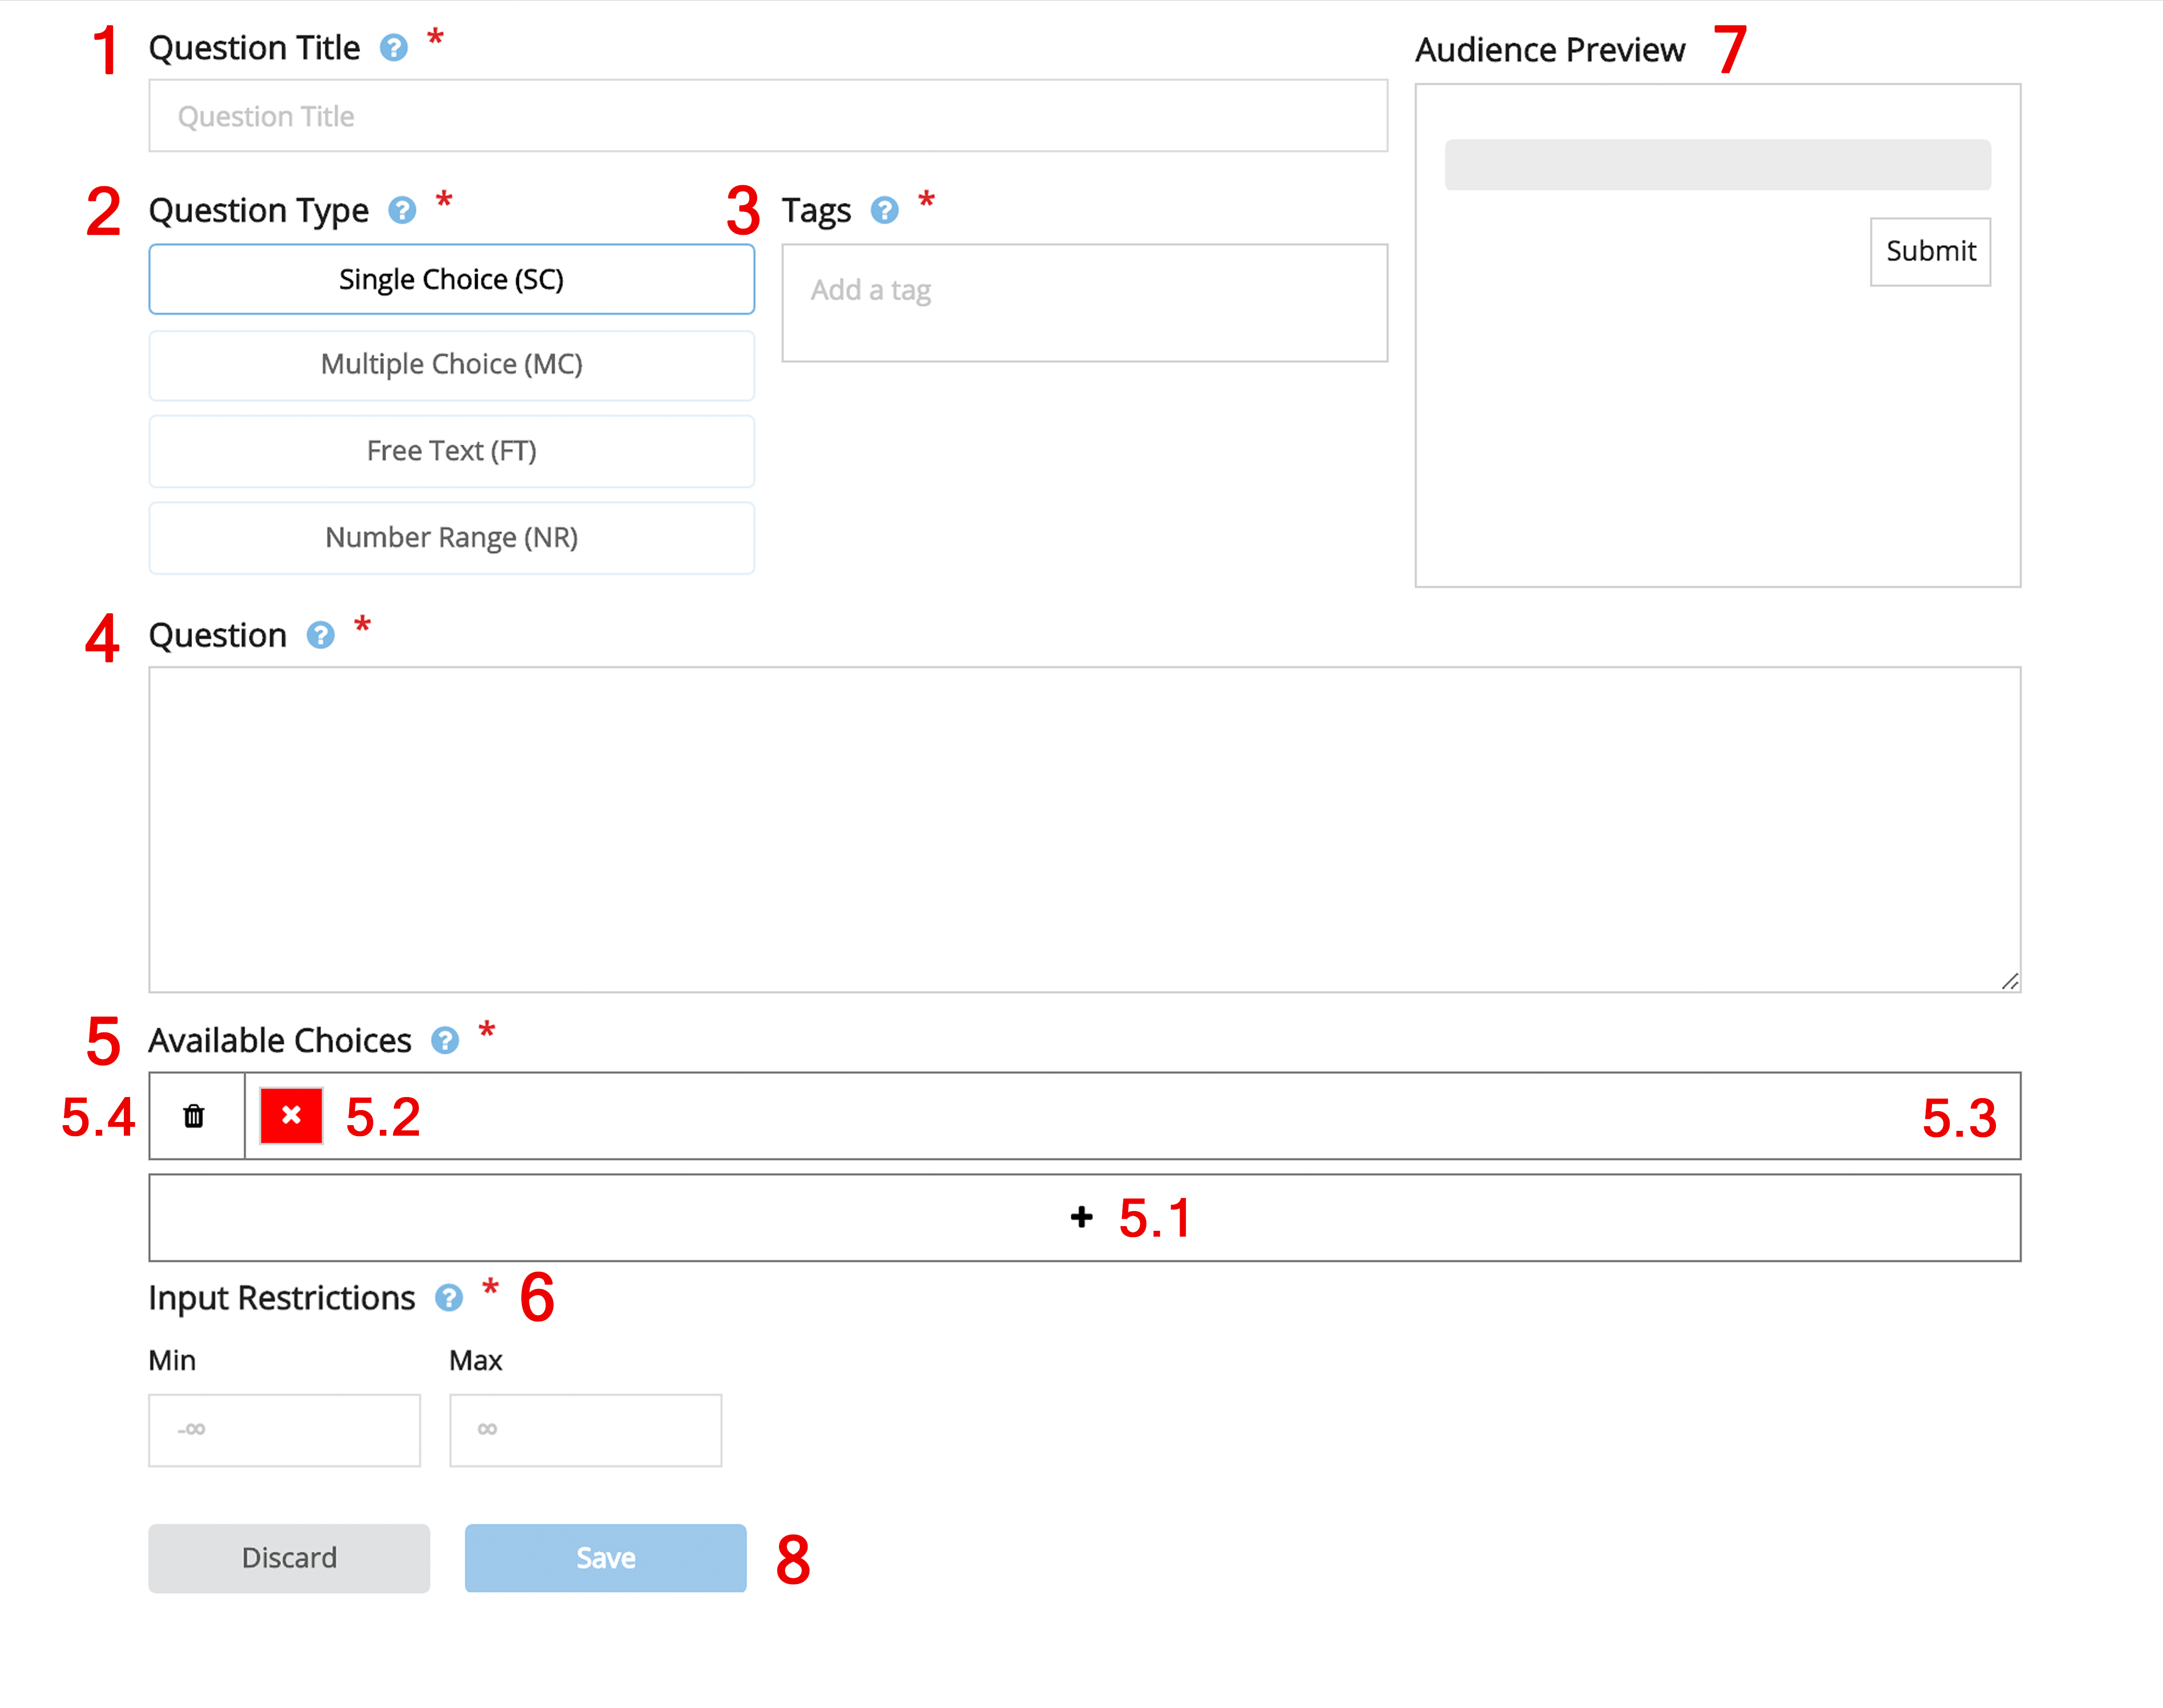 1 Question Title ? *
Question Title
2 Question Type ? *
3 Tags ? *
Single Choice (SC)
Add a tag
Multiple Choice (MC)
Free Text (FT)
Number Range (NR)
Audience Preview 7
Submit
4 Question ? *
5 Available Choices ? *
5.4 5.2 5.3
+ 5.1
Input Restrictions ? * 6
Min Max
-∞ ∞
Discard Save 8